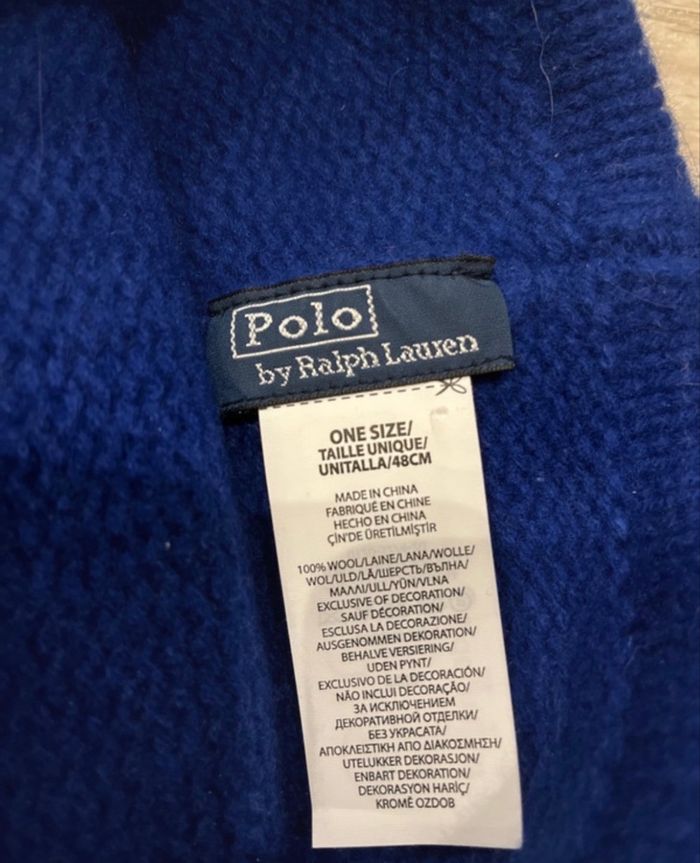 Polo
by Ralph Lauren
ONE SIZE/
TAILLE UNIQUE/
UNITALLA/48CM
MADE IN CHINA
FABRIQUÉ EN CHINE
HECHO EN CHINA
ÇİN'DE ÜRETİLMİŞTİR
100% WOOL/LAINE/LANA/WOLLE/
WOL/ULD/LÃ/ШЕРСТЬ/ВЪЛНА/
ΜΑΛΛΙ/ULL/YÜN/VLNA
EXCLUSIVE OF DECORATION/
SAUF DÉCORATION/
ESCLUSA LA DECORAZIONE/
AUSGENOMMEN DEKORATION/
BEHALVE VERSIERING/
UDEN PYNT/
EXCLUSIVO DE LA DECORACIÓN/
NÃO INCLUI DECORAÇÃO/
ЗА ИСКЛЮЧЕНИЕМ
ДЕКОРАТИВНОЙ ОТДЕЛКИ/
БЕЗ УКРАСАТА/
ΑΠΟΚΛΕΙΣΤΙΚΗ ΑΠΟ ΔΙΑΚΟΣΜΗΣΗ/
UTELUKKER DEKORASJON/
ENBART DEKORATION/
DEKORASYON HARİÇ/
KROMĚ OZDOB